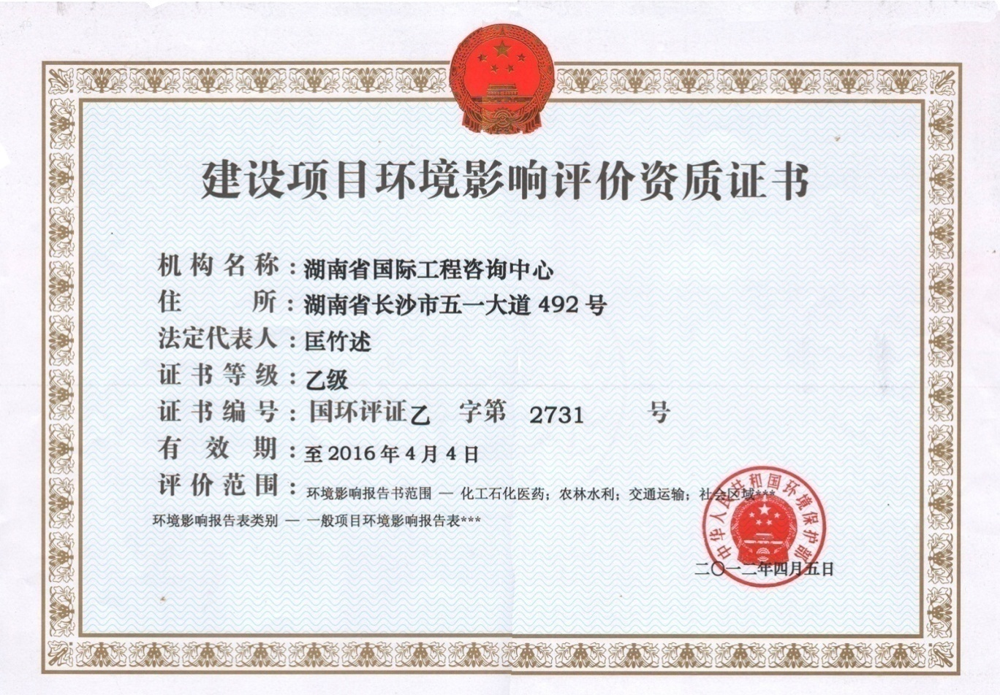 建设项目环境影响评价资质证书
机构名称：湖南省国际工程咨询中心
住所：湖南省长沙市五一大道 492 号
法定代表人：匡竹述
证书等级：乙级
证书编号：国环评证乙 字第 2731 号
有效期：至 2016 年 4 月 4 日
评价范围：环境影响报告书范围 — 化工石化医药；农林水利；交通运输；社会区域***
环境影响报告表类别 — 一般项目环境影响报告表***
中华人民共和国环境保护部
二〇一二年四月五日